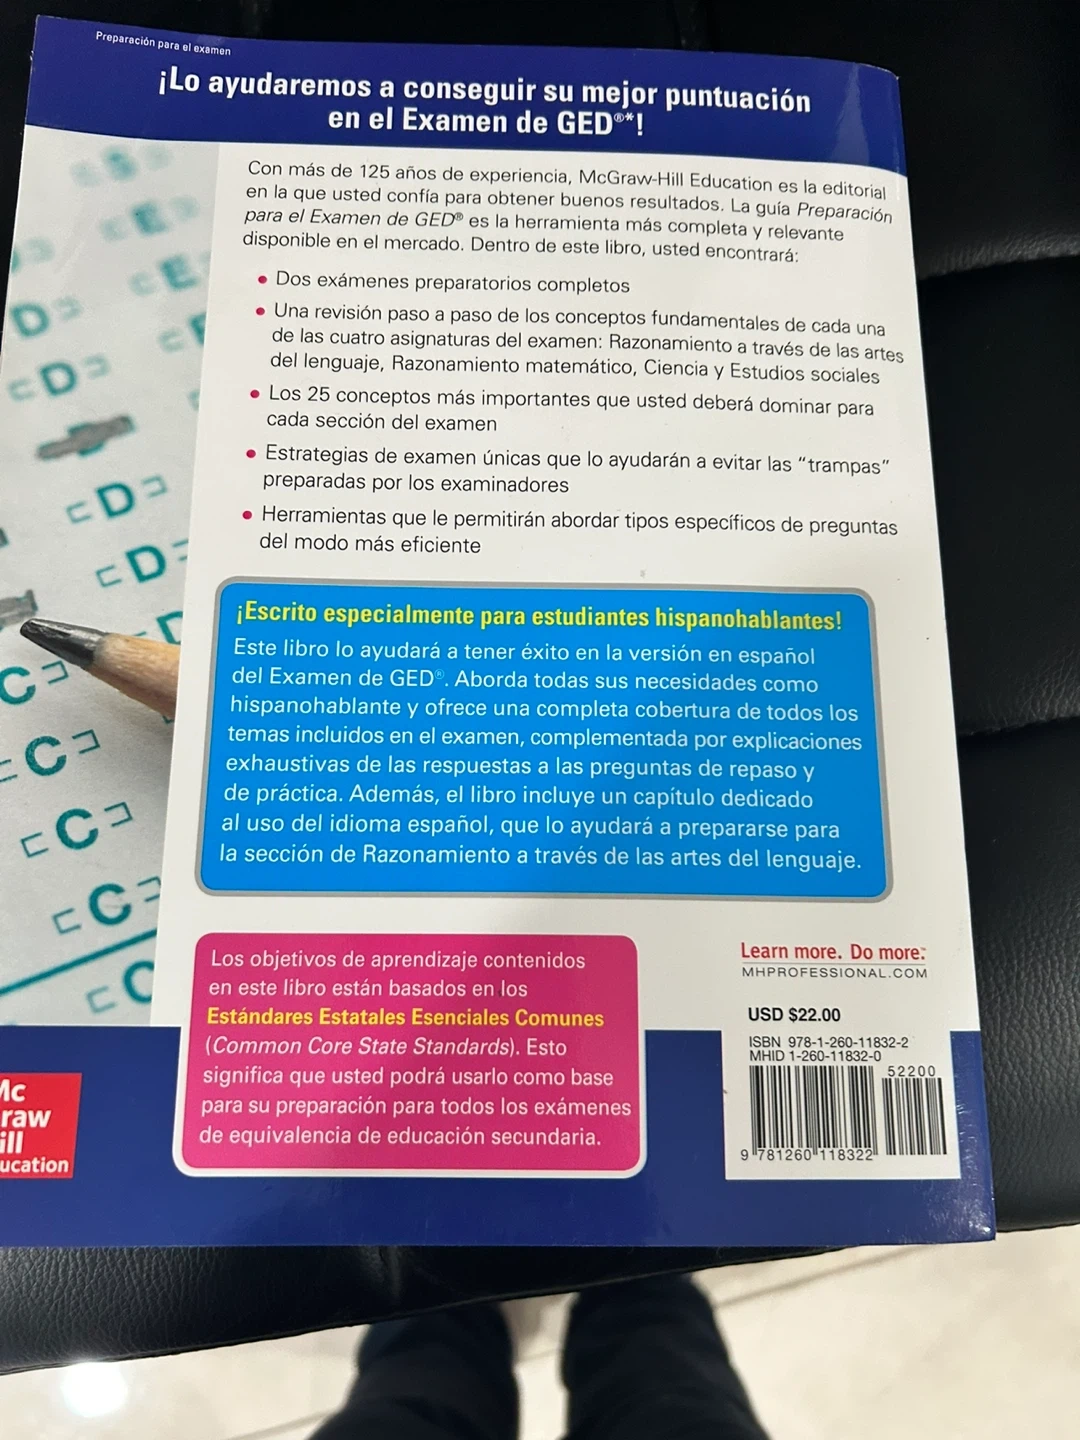 Preparación para el examen
¡Lo ayudaremos a conseguir su mejor puntuación
en el Examen de GED®*!
Con más de 125 años de experiencia, McGraw-Hill Education es la editorial
en la que usted confía para obtener buenos resultados. La guía Preparación
para el Examen de GED® es la herramienta más completa y relevante
disponible en el mercado. Dentro de este libro, usted encontrará:
• Dos exámenes preparatorios completos
• Una revisión paso a paso de los conceptos fundamentales de cada una
de las cuatro asignaturas del examen: Razonamiento a través de las artes
del lenguaje, Razonamiento matemático, Ciencia y Estudios sociales
• Los 25 conceptos más importantes que usted deberá dominar para
cada sección del examen
• Estrategias de examen únicas que lo ayudarán a evitar las “trampas”
preparadas por los examinadores
• Herramientas que le permitirán abordar tipos específicos de preguntas
del modo más eficiente
¡Escrito especialmente para estudiantes hispanohablantes!
Este libro lo ayudará a tener éxito en la versión en español
del Examen de GED®. Aborda todas sus necesidades como
hispanohablante y ofrece una completa cobertura de todos los
temas incluidos en el examen, complementada por explicaciones
exhaustivas de las respuestas a las preguntas de repaso y
de práctica. Además, el libro incluye un capítulo dedicado
al uso del idioma español, que lo ayudará a prepararse para
la sección de Razonamiento a través de las artes del lenguaje.
Los objetivos de aprendizaje contenidos
en este libro están basados en los
Estándares Estatales Esenciales Comunes
(Common Core State Standards). Esto
significa que usted podrá usarlo como base
para su preparación para todos los exámenes
de equivalencia de educación secundaria.
Learn more. Do more.™
MHPROFESSIONAL.COM
USD $22.00
ISBN 978-1-260-11832-2
MHID 1-260-11832-0
52200
9 781260 118322
Mc
raw
ill
ucation
S
E
E
D
D
D
D
C
C
C
C
C